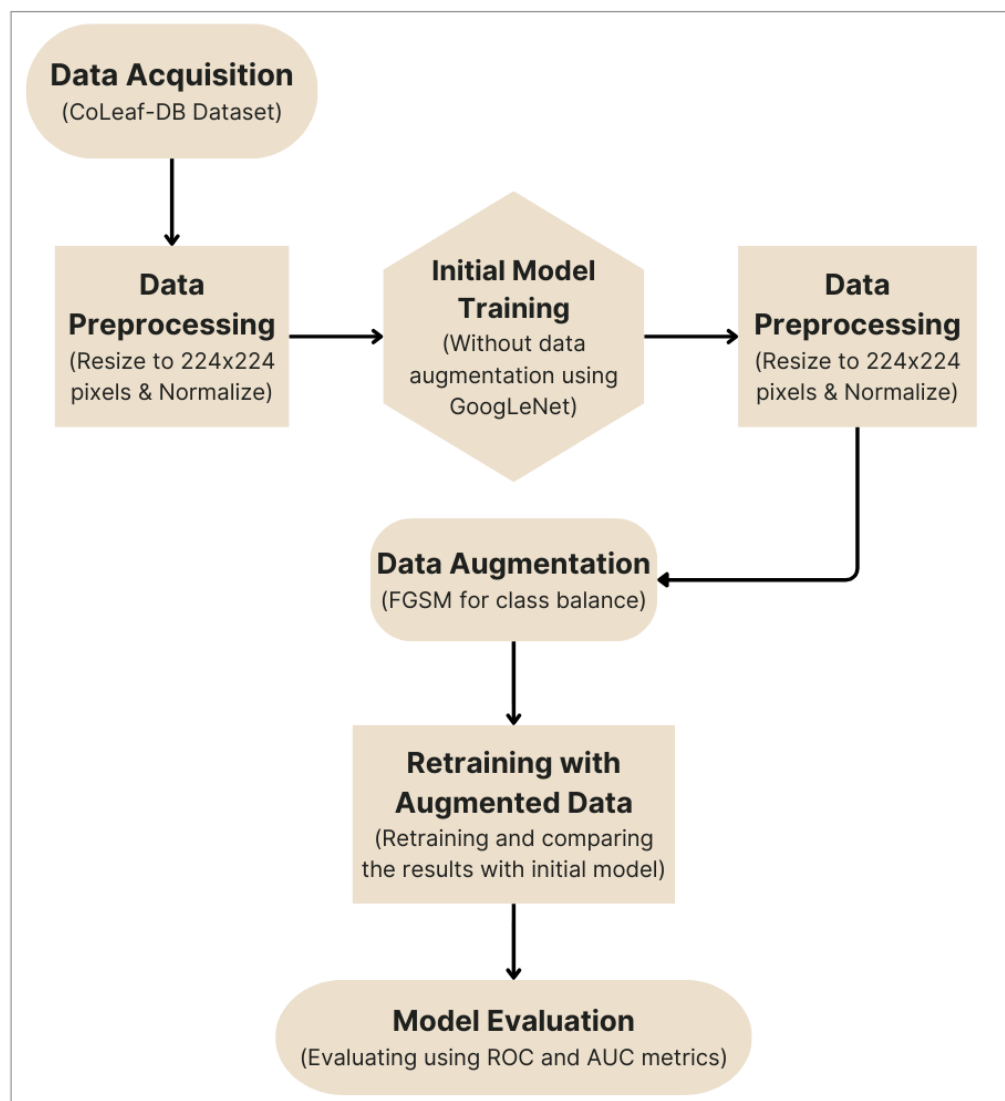 Data Acquisition
(CoLeaf-DB Dataset)
Data
Preprocessing
(Resize to 224x224
pixels & Normalize)
Initial Model
Training
(Without data
augmentation using
GoogLeNet)
Data
Preprocessing
(Resize to 224x224
pixels & Normalize)
Data Augmentation
(FGSM for class balance)
Retraining with
Augmented Data
(Retraining and comparing
the results with initial model)
Model Evaluation
(Evaluating using ROC and AUC metrics)